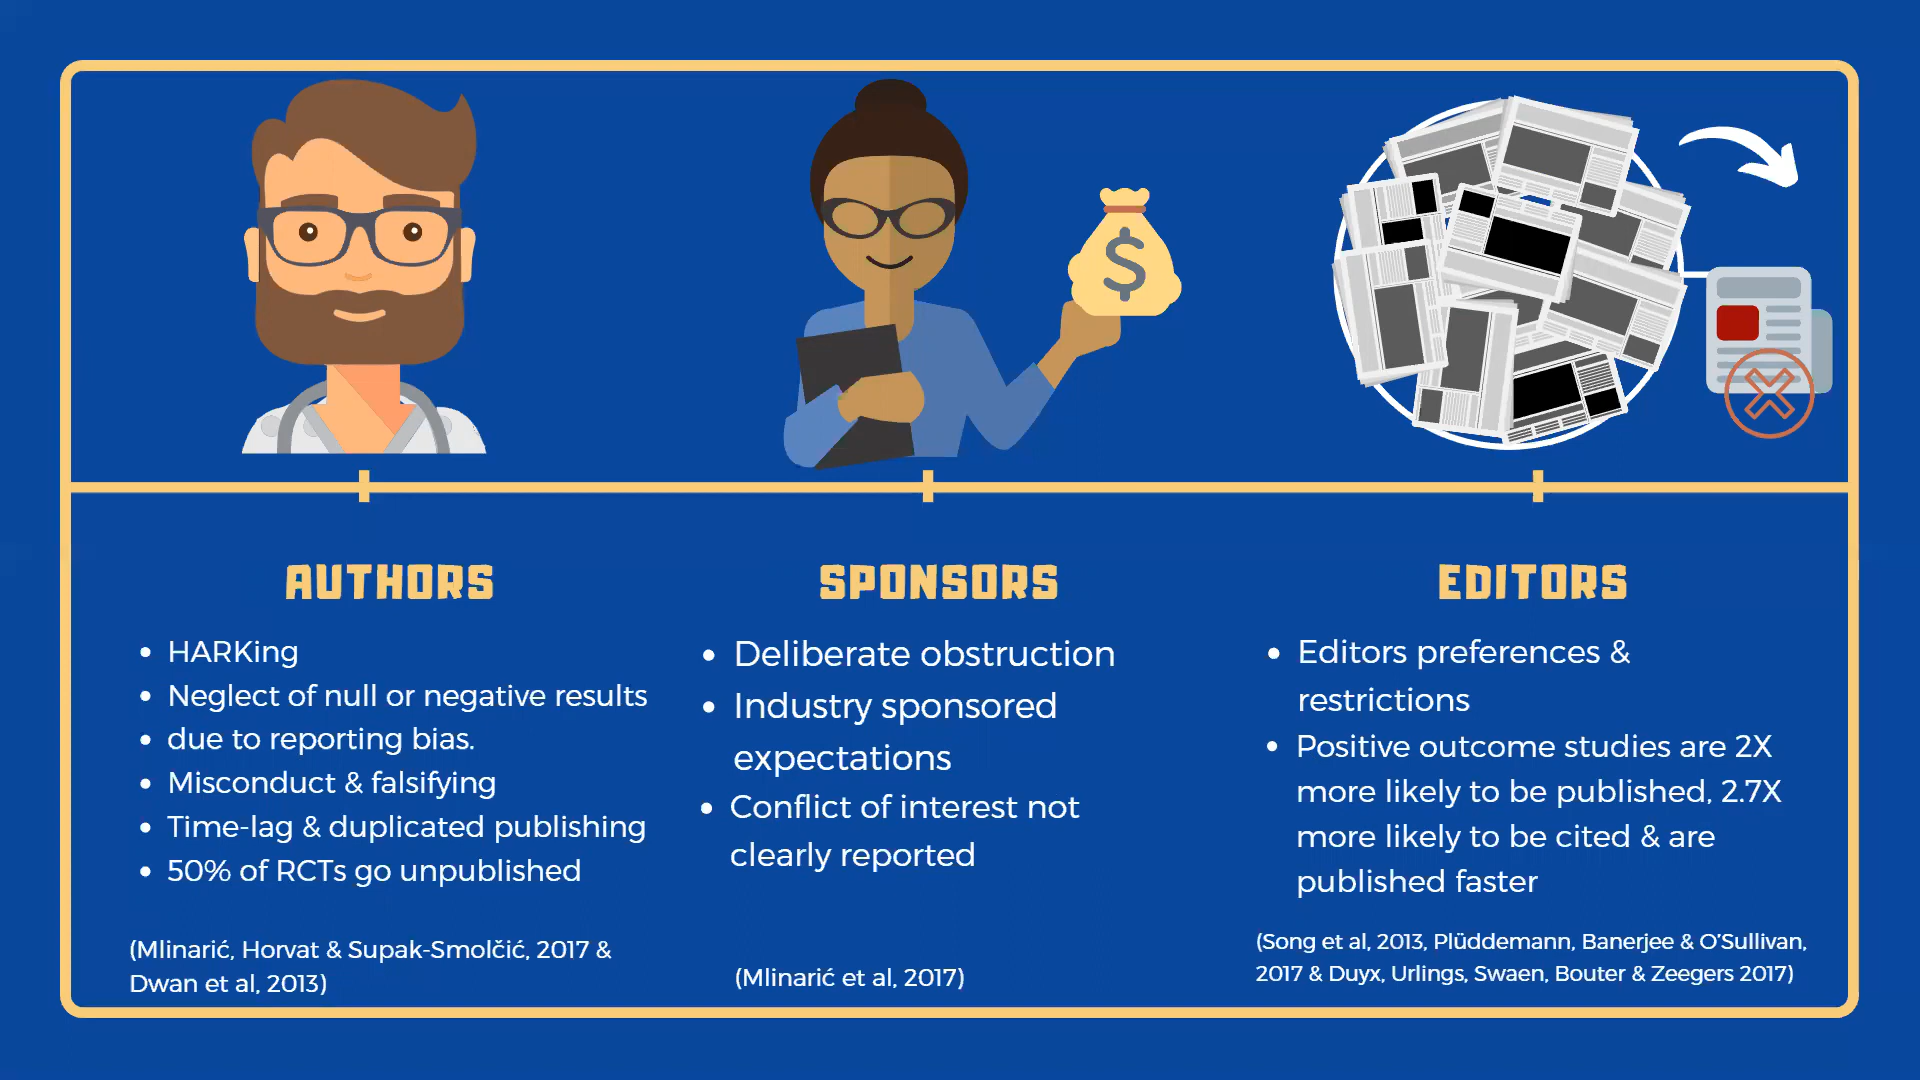 AUTHORS
• HARKing
• Neglect of null or negative results
• due to reporting bias.
• Misconduct & falsifying
• Time-lag & duplicated publishing
• 50% of RCTs go unpublished
(Mlinarić, Horvat & Supak-Smolčić, 2017 &
Dwan et al, 2013)
SPONSORS
• Deliberate obstruction
• Industry sponsored
expectations
• Conflict of interest not
clearly reported
(Mlinarić et al, 2017)
EDITORS
• Editors preferences &
restrictions
• Positive outcome studies are 2X
more likely to be published, 2.7X
more likely to be cited & are
published faster
(Song et al, 2013, Plüddemann, Banerjee & O'Sullivan,
2017 & Duyx, Urlings, Swaen, Bouter & Zeegers 2017)
$